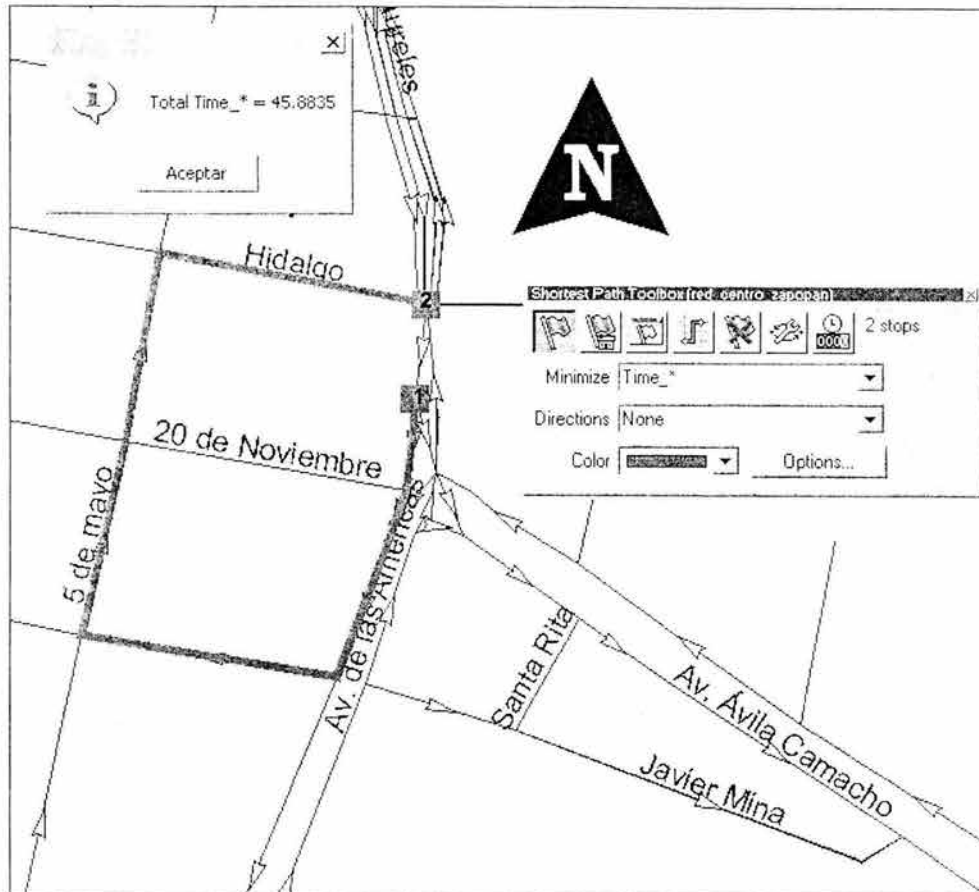 Total Time_* = 45.8835
Aceptar
ureles
N
Hidalgo
2
Shortest Path Toolbox (red_centro_zapopan)
2 stops
Minimize Time_*
Directions None
Color Options...
1
20 de Noviembre
5 de mayo
Av. de las Américas
Santa Rita
Av. Ávila Camacho
Javier Mina